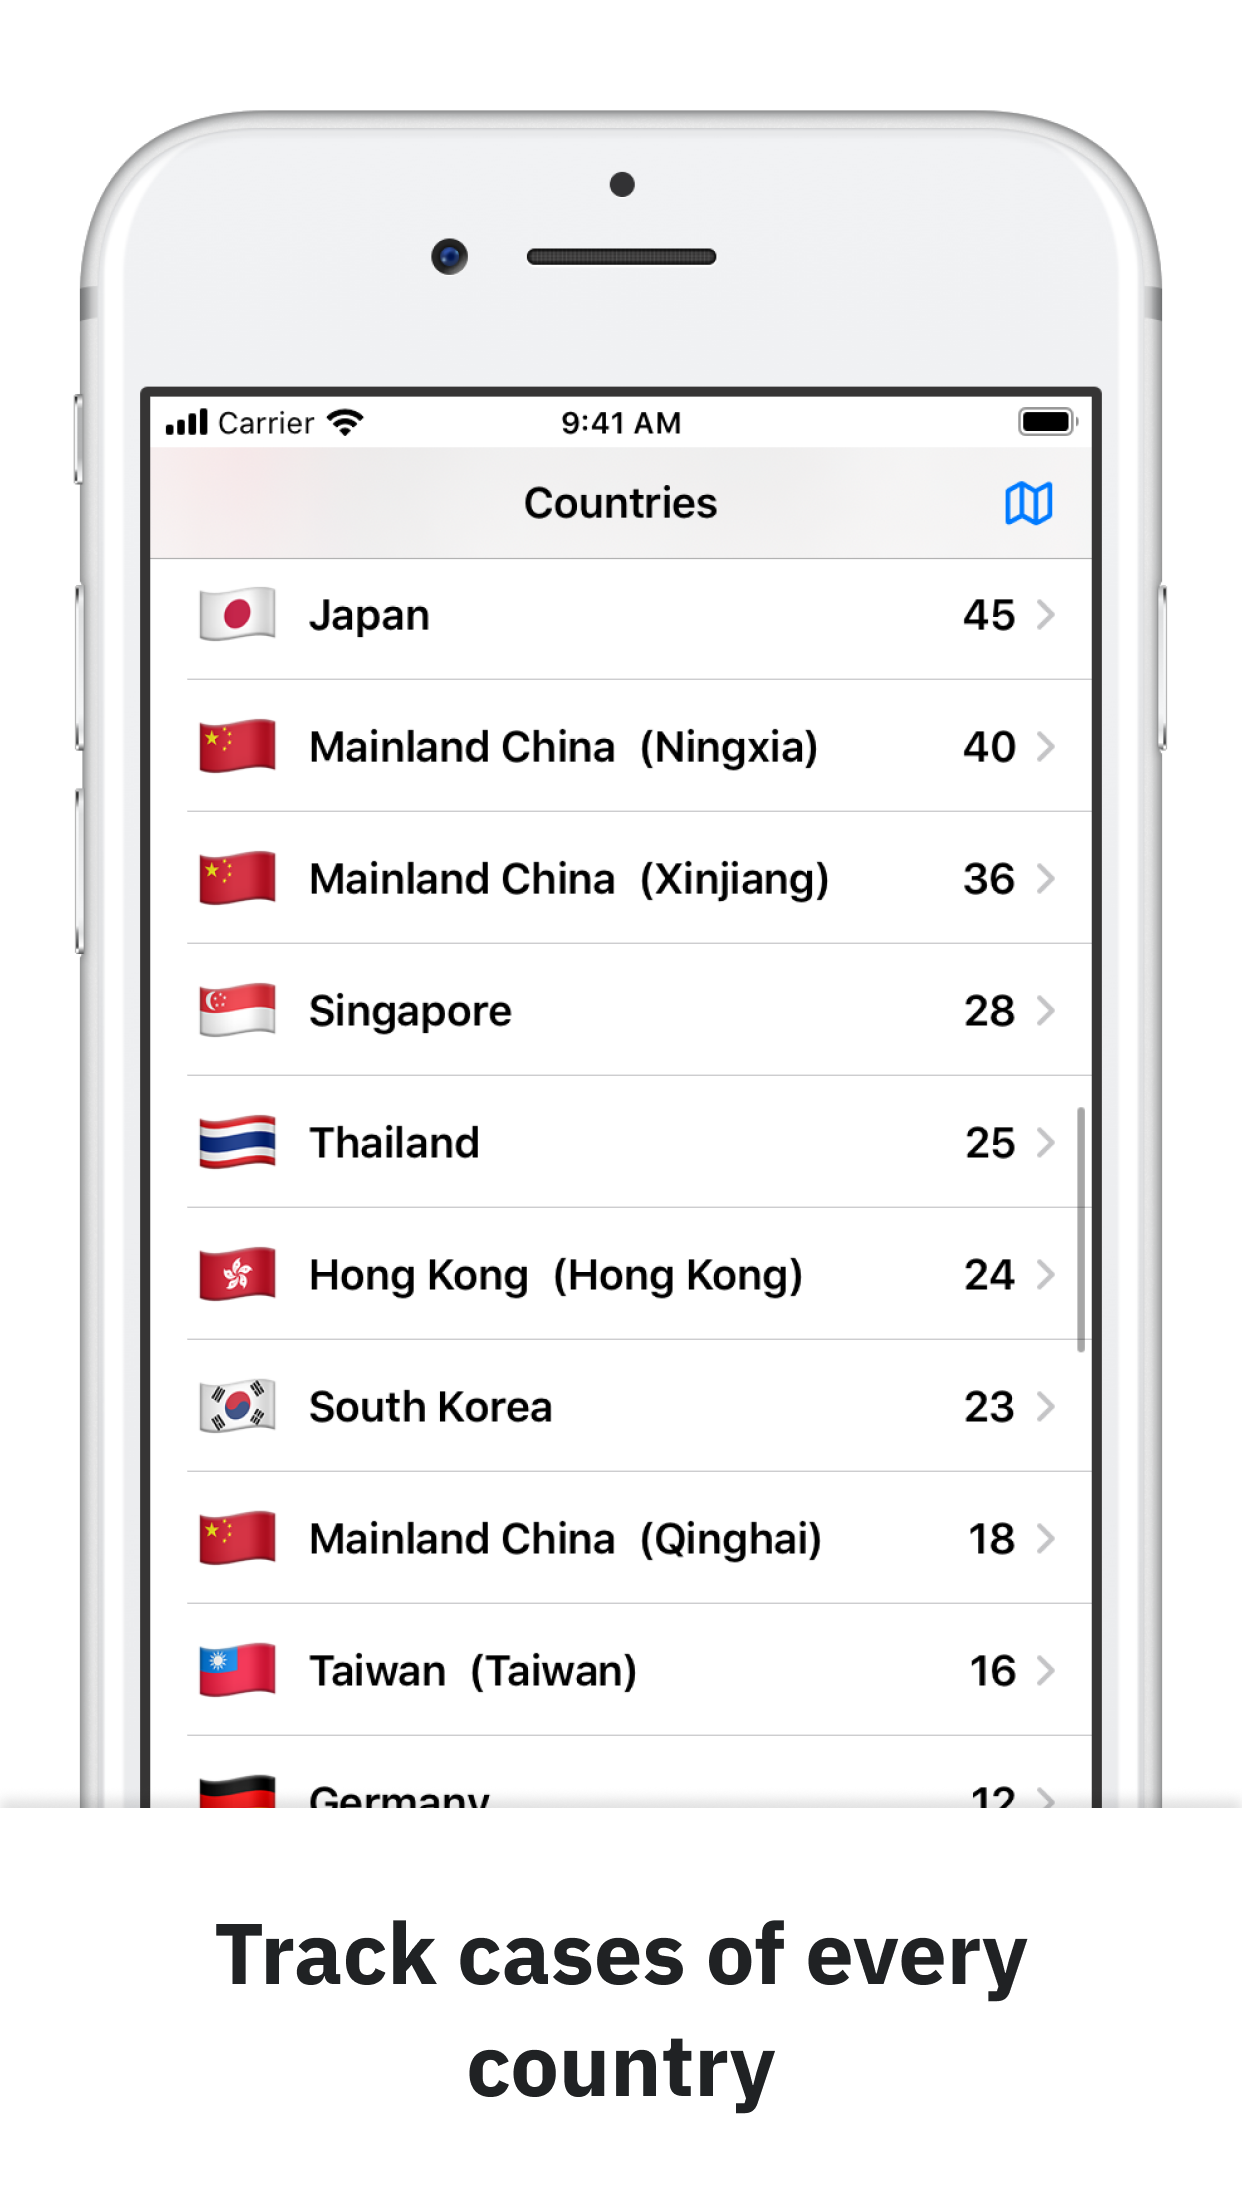 Carrier 9:41 AM
Countries
Japan 45
Mainland China (Ningxia) 40
Mainland China (Xinjiang) 36
Singapore 28
Thailand 25
Hong Kong (Hong Kong) 24
South Korea 23
Mainland China (Qinghai) 18
Taiwan (Taiwan) 16
Germany 12
Track cases of every
country